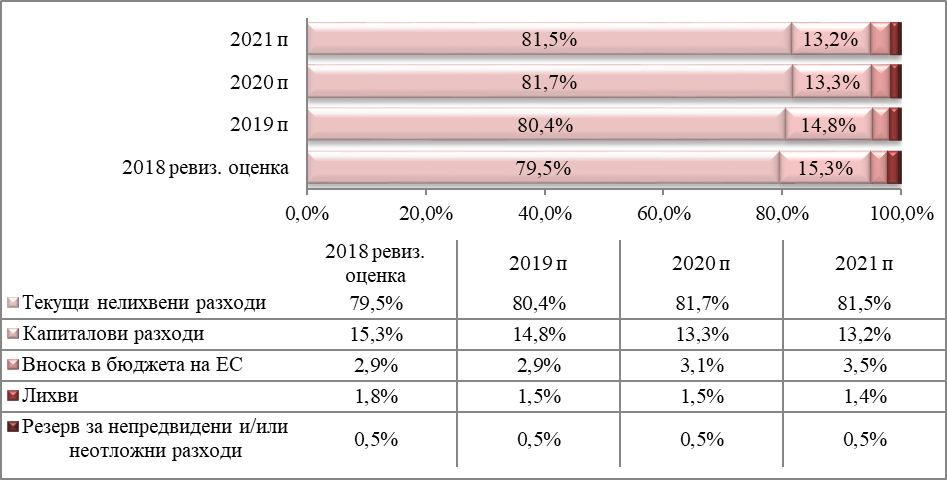 2021 п
81,5% 13,2%
2020 п
81,7% 13,3%
2019 п
80,4% 14,8%
2018 ревиз. оценка
79,5% 15,3%
0,0% 20,0% 40,0% 60,0% 80,0% 100,0%
2018 ревиз. оценка 2019 п 2020 п 2021 п
Текущи нелихвени разходи 79,5% 80,4% 81,7% 81,5%
Капиталови разходи 15,3% 14,8% 13,3% 13,2%
Вноска в бюджета на ЕС 2,9% 2,9% 3,1% 3,5%
Лихви 1,8% 1,5% 1,5% 1,4%
Резерв за непредвидени и/или
неотложни разходи 0,5% 0,5% 0,5% 0,5%